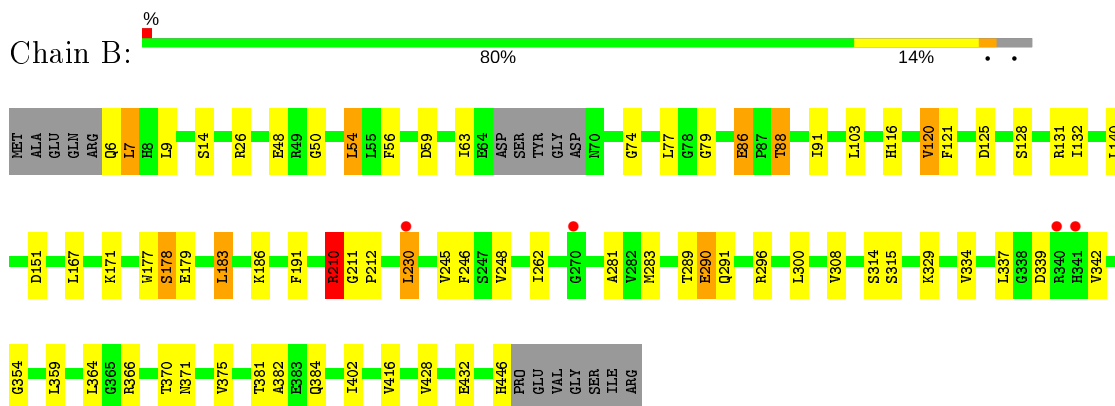 %
Chain B:
80% 14% • •
MET ALA GLU GLN ARG Q6 L7 H8 L9 S14 R26 E48 R49 G50 L54 L55 F56 D59 I63 E64 ASP SER TYR GLY ASP N70 G74 L77 G78 G79 E86 P87 T88 I91 L103 H116 V120 F121 D125 S128 R131 I132
D151 L167 K171 W177 S178 E179 L183 K186 F191 R210 G211 P212 L230 V245 F246 S247 V248 I262 G270 A281 V282 M283 T289 E290 Q291 R296 L300 V308 S314 S315 K329 V334 L337 G338 D339 R340 H341 V342
G354 L359 L364 G365 R366 T370 N371 V375 T381 A382 E383 Q384 I402 V416 V428 E432 H446 PRO GLU VAL GLY SER ILE ARG